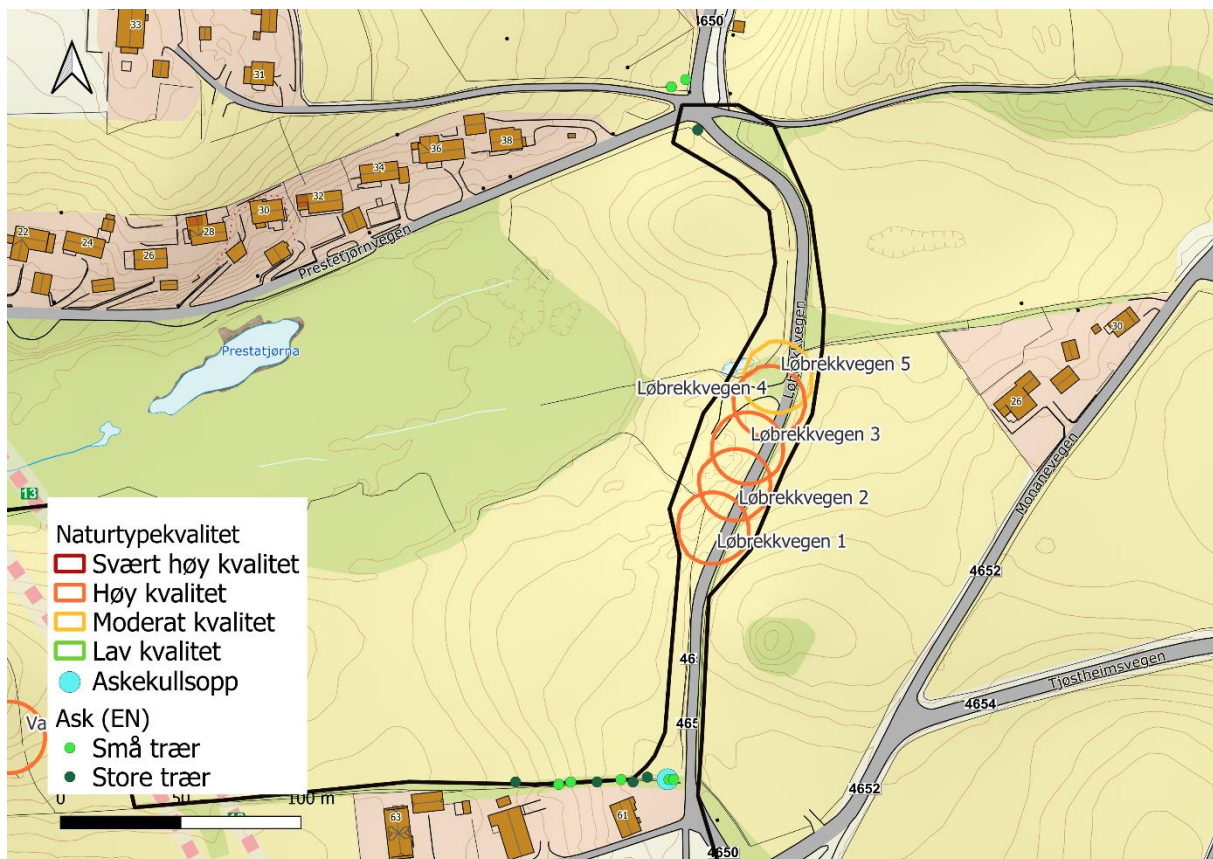 4650
33
31
38
36
34
32
30
28
26
24
22
Prestetjørnvegen
Prestatjørna
30
26
Løbrekkvegen 5
Løbrekkvegen 4
Løbrekkvegen 3
Løbrekkvegen 2
Løbrekkvegen 1
Monanevegen
4652
Tjøstheimsvegen
4654
4652
13
Naturtypekvalitet
Svært høy kvalitet
Høy kvalitet
Moderat kvalitet
Lav kvalitet
Askekullsopp
Ask (EN)
Små trær
Store trær
Va
0 50 100 m
63
61
4650